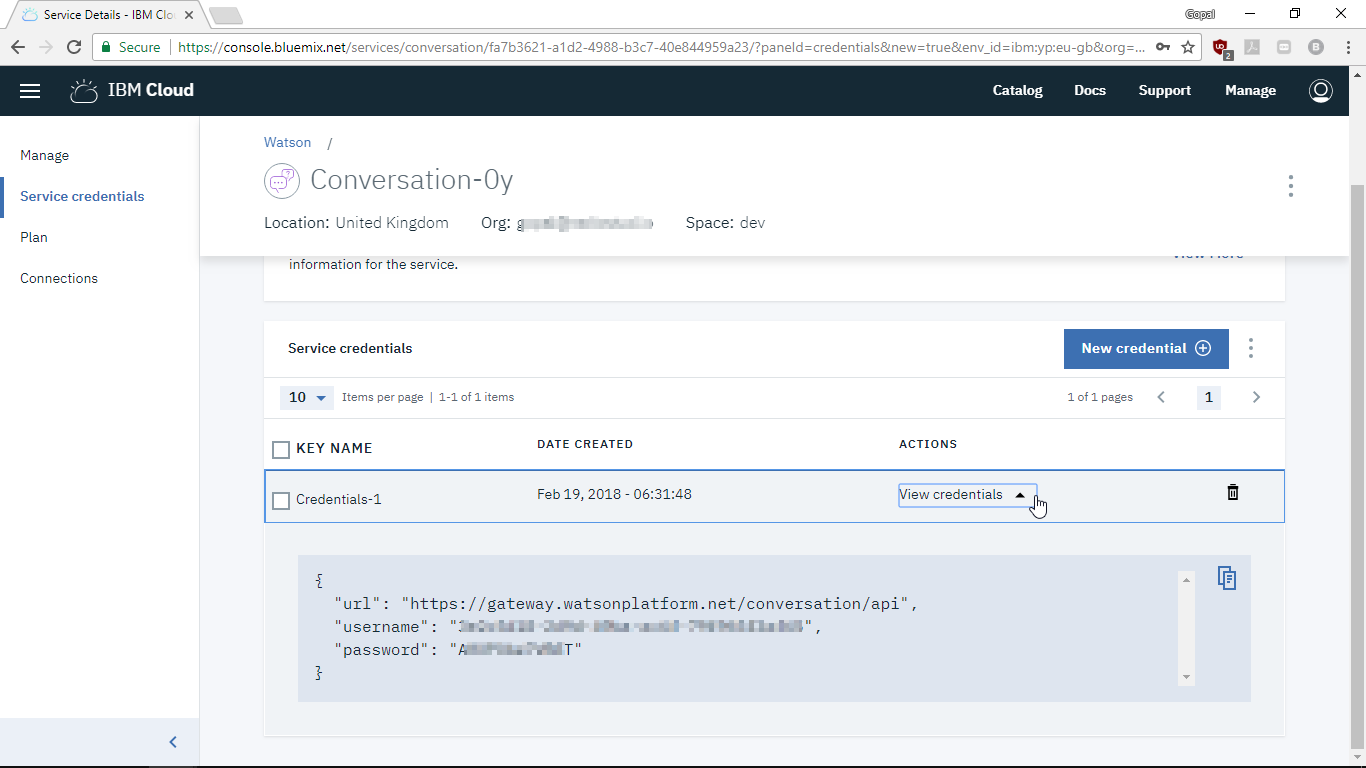 Service Details - IBM Clo
Gopal
Secure https://console.bluemix.net/services/conversation/fa7b3621-a1d2-4988-b3c7-40e844959a23/?paneId=credentials&new=true&env_id=ibm:yp:eu-gb&org=...
2
B
IBM Cloud
Catalog Docs Support Manage
Manage
Service credentials
Plan
Connections
Watson /
Conversation-0y
Location: United Kingdom Org: Space: dev
View More
information for the service.
Service credentials
New credential
10 Items per page | 1-1 of 1 items
1 of 1 pages 1
KEY NAME DATE CREATED ACTIONS
Credentials-1 Feb 19, 2018 - 06:31:48 View credentials
{
"url": "https://gateway.watsonplatform.net/conversation/api",
"username": "
",
"password": "A
T"
}